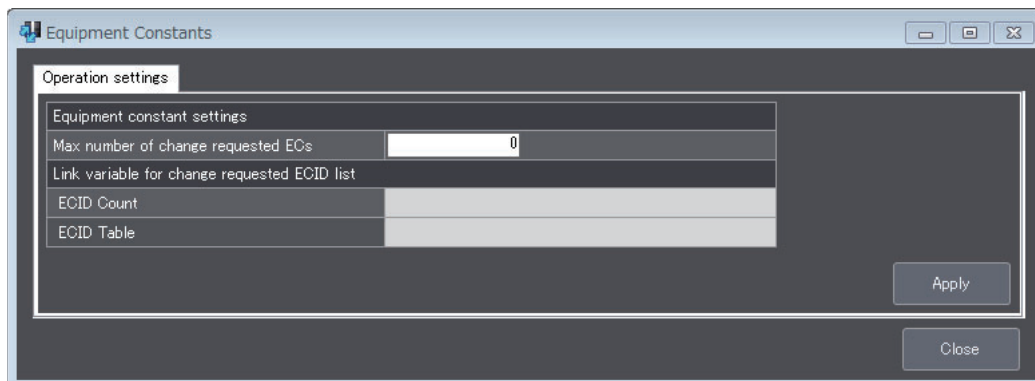 Equipment Constants
Operation settings
Equipment constant settings
Max number of change requested ECs 0
Link variable for change requested ECID list
ECID Count
ECID Table
Apply
Close